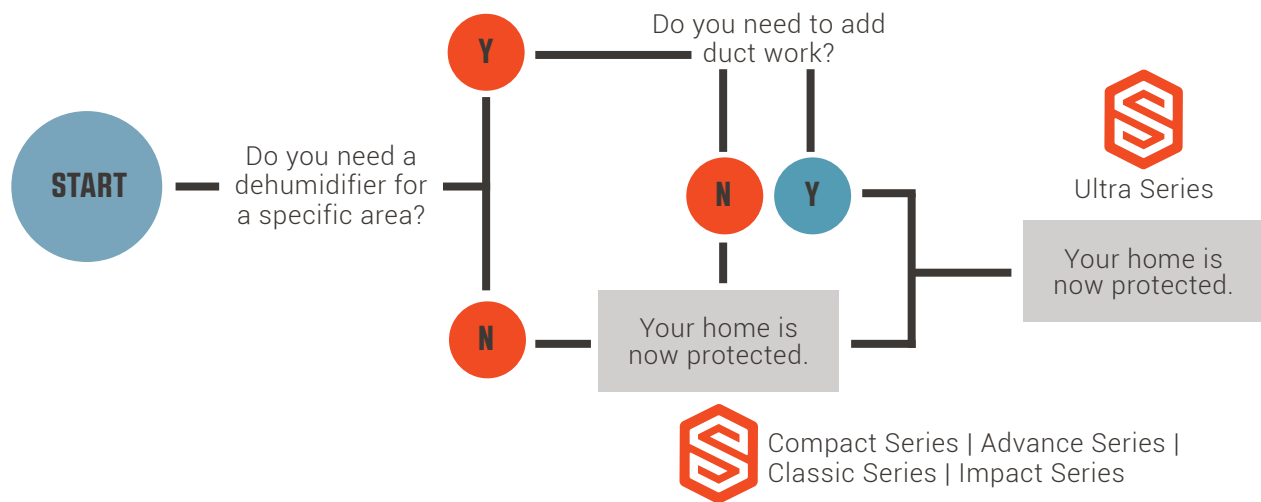 START
Do you need a
dehumidifier for
a specific area?
Y
N
Do you need to add
duct work?
N
Y
Your home is
now protected.
Compact Series | Advance Series |
Classic Series | Impact Series
Ultra Series
Your home is
now protected.